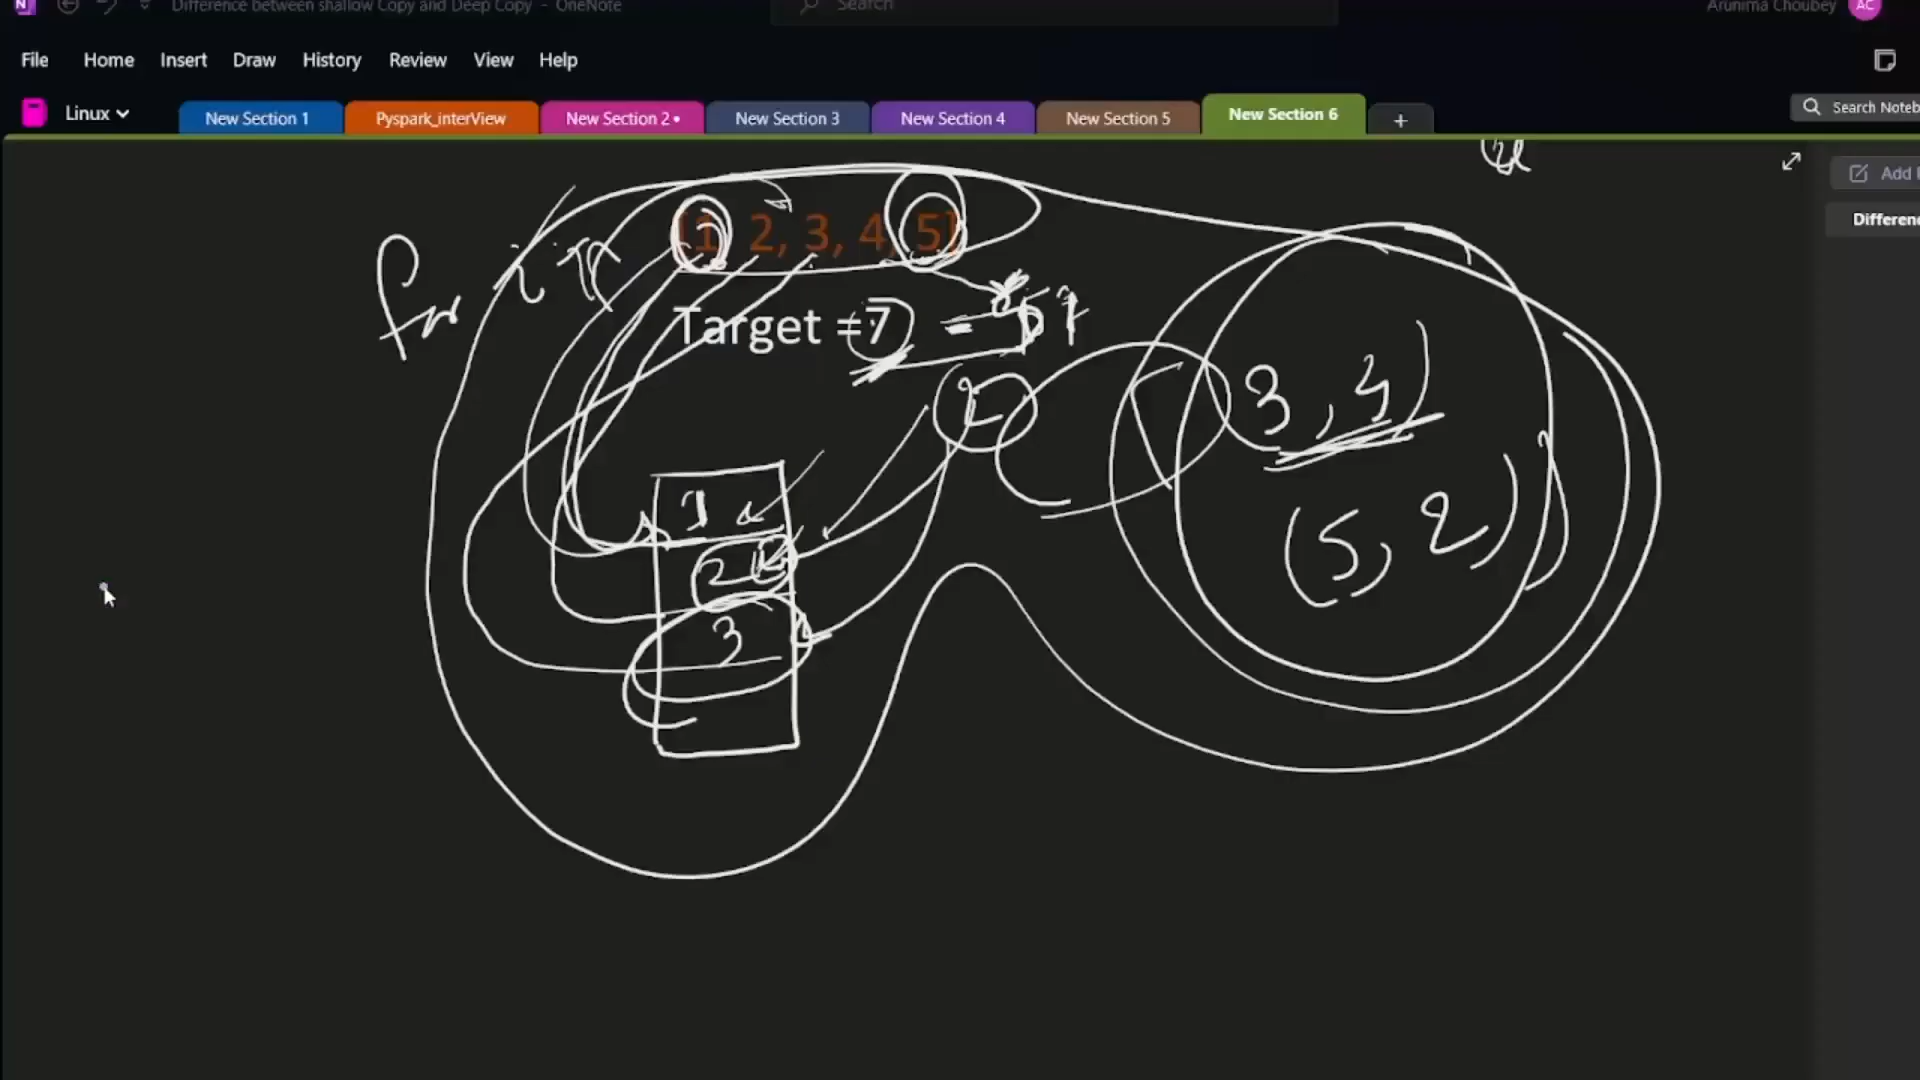 Difference between shallow Copy and Deep Copy - OneNote
Search
Arunima Choubey
AC
File Home Insert Draw History Review View Help
Linux
New Section 1 Pyspark_interView New Section 2 New Section 3 New Section 4 New Section 5 New Section 6 +
Search Noteb
Add
Differenc
for i in
[1, 2, 3, 4, 5]
Target =7
2
3, 4)
(5, 2)
1
2
3